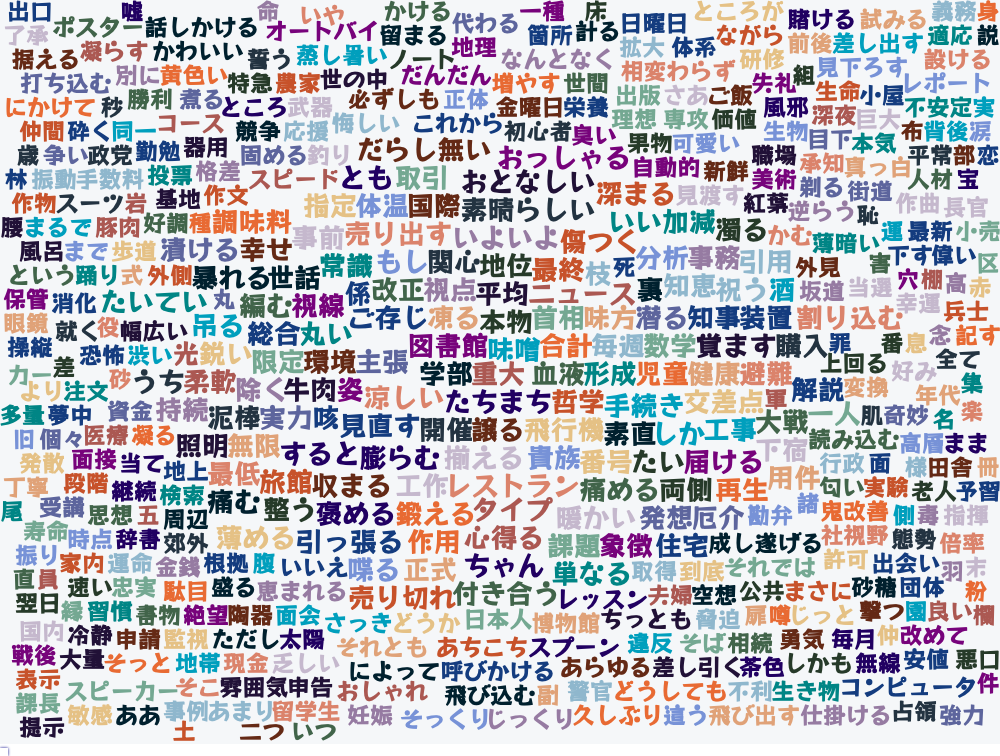 出口 嘘 命 いや かける 代わる 一種 床 日曜日 ところが 賭ける 試みる 義務 身
了承 ポスター 話しかける オートバイ 留まる 箇所 計る ながら 前後 差し出す 適応 説
据える 凝らす かわいい 誓う 蒸し暑い ノート 地理 なんとなく 拡大 体系 研修 見下ろす 設ける
打ち込む 別に 黄色い 特急 農家 世の中 だんだん 増やす 世間 相変わらず 失礼 組 生命 小屋 レポート
にかけて 秒 勝利 煮る ところ 武器 必ずしも 正体 金曜日 栄養 出版 さあ ご飯 風邪 深夜 巨大 不安定 実
仲間 砕く 同一 コース 競争 応援 悔しい これから 初心者 臭い 理想 専攻 価値 生物 目下 本気 布 背後 涙
歳 争い 政党 勤勉 器用 固める 釣り だらし無い おっしゃる 男物 可愛い 自動的 新鮮 職場 承知 真っ白 平常 部 恋
林 振動 手数料 投票 格差 スピード とも 取引 おとなしい 深まる 見渡す 美術 剃る 街道 人材 宝
作物 スーツ 岩 基地 作文 指定 体温 国際 素晴らしい いい加減 濁る 紅葉 逆らう 恥 作曲 長官
腰 まるで 豚肉 好調 種 調味料 事前 売り出す いよいよ 傷つく かむ 薄暗い 運 最新 小売
風呂 まで 歩道 漬ける 幸せ 常識 もし 関心 地位 最終 枝 死 分析 事務 引用 外見 害 下す 偉い 区
という 踊り 式 外側 暴れる 世話 係 改正 視点 平均 ニュース 裏 知恵 祝う 酒 坂道 当選 穴 棚 高 赤
保管 消化 たいてい 丸 編む 視線 ご存じ 凍る 本物 首相 味方 潜る 知事 装置 割り込む 幸運 兵士
眼鏡 就く 役 幅広い 吊る 総合 丸い 図書館 味噌 合計 毎週 数学 覚ます 購入 罪 番 息 念 記す
操縦 差 恐怖 渋い 光 鋭い 限定 環境 主張 学部 重大 血液 形成 児童 健康 避難 上回る 好み 全て
カー より 注文 砂 うち 柔軟 除く 牛肉 姿 涼しい たちまち 哲学 手続き 交差点 軍 解説 変換 年代 集
多量 夢中 資金 持続 泥棒 実力 咳 見直す 開催 譲る 飛行機 素直 しか 工事 大戦 一人 肌 奇妙 名 楽
旧 個々 医療 凝る 照明 無限 すると 膨らむ 揃える 貴族 番号 たい 届ける 下宿 読み込む 高層 まま
発散 面接 当て 地上 最低 旅館 収まる 工作 レストラン 痛める 両側 再生 用件 行政 面 様 田舎 冊
丁寧 段階 継続 検索 痛む 整う 褒める 鍛える タイプ 暖かい 発想 厄介 勘弁 諸 匂い 実験 老人 予習
尾 受講 思想 五 周辺 鬼 改善 側 壽 指揮
寿命 時点 辞書 郊外 薄める 引っ張る 作用 心得る 課題 象徴 住宅 成し遂げる 社 視野 態勢 倍率
振り 家内 運命 金銭 根拠 腹 いいえ 喋る 正式 ちゃん 単なる 取得 到底 それでは 許可 出会い 羽 末
直 員 速い 忠実 駄目 盛る 恵まれる 売り切れ 付き合う レッスン 夫婦 空想 公共 まさに 砂糖 団体 粉
翌日 縁 習慣 書物 絶望 陶器 面会 さっき どうか 日本人 博物館 ちっとも 脅迫 扉 噂 じっと 撃つ 園 良い 欄
国内 冷静 申請 監視 ただし 太陽 それとも あちこち スプーン 違反 そば 相続 勇気 毎月 仲 改めて
戦後 大量 そっと 地帯 現金 乏しい によって 呼びかける あらゆる 差し引く 茶色 しかも 無線 安値 悪口
表示 スピーカー そこ 雰囲気 申告 おしゃれ 飛び込む 副 警官 どうしても 不利 生き物 コンピュータ 件
課長 敏感 ああ 事例 あまり 留学生 妊娠 そっくり じっくり 久しぶり 違う 飛び出す 仕掛ける 占領 強力
提示 土 二つ いつ